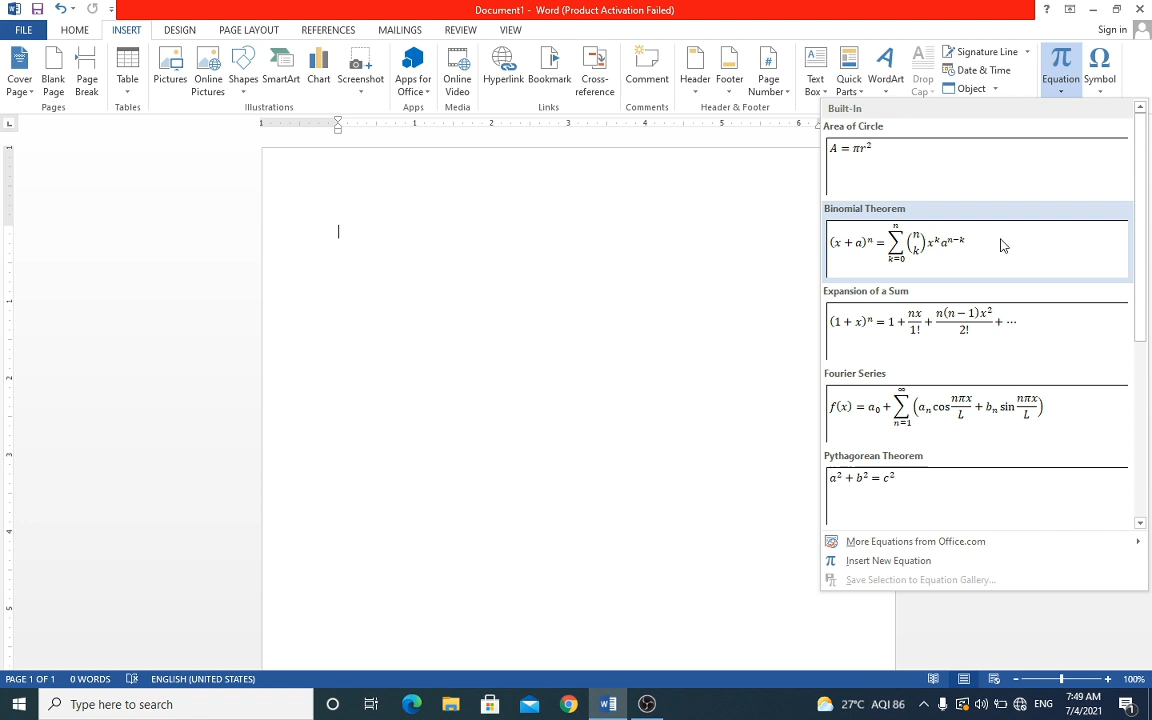 Document1 - Word (Product Activation Failed)
FILE HOME INSERT DESIGN PAGE LAYOUT REFERENCES MAILINGS REVIEW VIEW Sign in
Cover Page Blank Page Page Break Table Pictures Online Pictures Shapes SmartArt Chart Screenshot Apps for Office Online Video Hyperlink Bookmark Cross-reference Comment Header Footer Page Number Text Box Quick Parts WordArt Drop Cap Signature Line Date & Time Object π Equation Ω Symbol
Pages Tables Illustrations Apps Media Links Comments Header & Footer
Built-In
Area of Circle
A = πr²
Binomial Theorem
(x + a)ⁿ = ∑ₖ₌₀ⁿ (n k) xᵏaⁿ⁻ᵏ
Expansion of a Sum
(1 + x)ⁿ = 1 + nx/1! + n(n − 1)x²/2! + ⋯
Fourier Series
f(x) = a₀ + ∑ₙ₌₁^∞ (aₙ cos nπx/L + bₙ sin nπx/L)
Pythagorean Theorem
a² + b² = c²
More Equations from Office.com
π Insert New Equation
Save Selection to Equation Gallery...
PAGE 1 OF 1 0 WORDS ENGLISH (UNITED STATES) 100%
Type here to search 27°C AQI 86 ENG 7:49 AM
7/4/2021